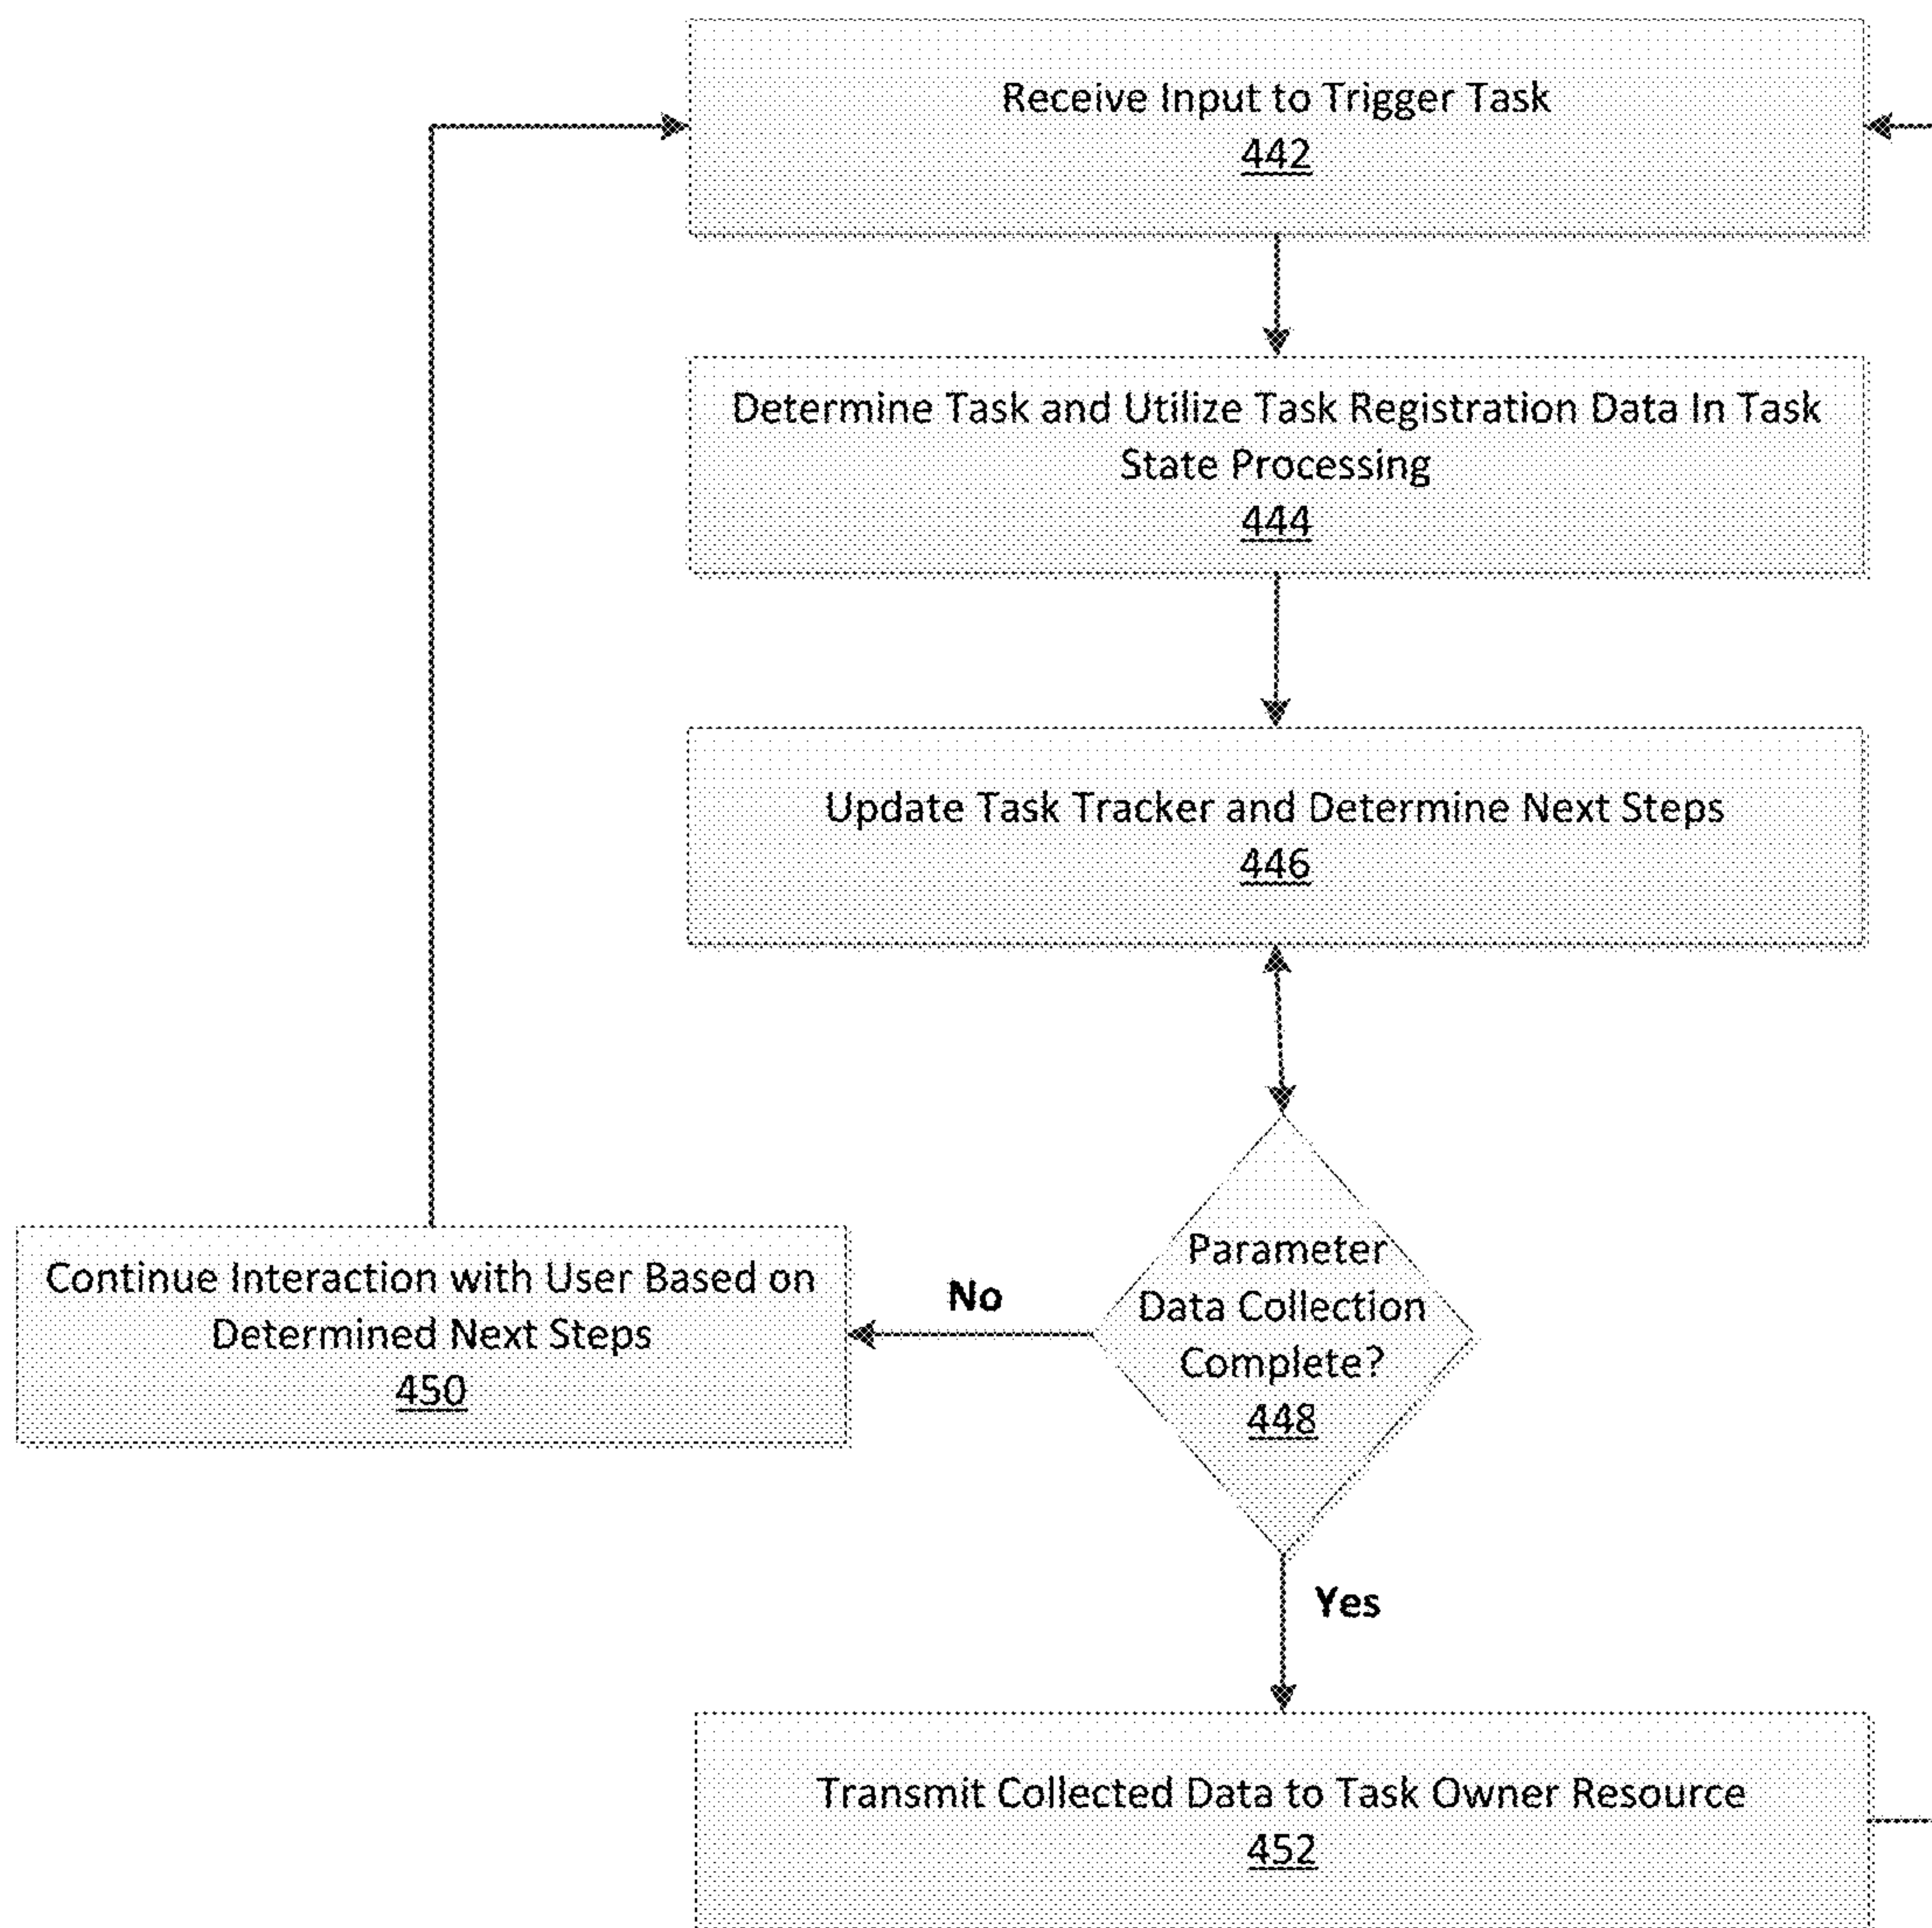 Receive Input to Trigger Task
442
Determine Task and Utilize Task Registration Data In Task
State Processing
444
Update Task Tracker and Determine Next Steps
446
Parameter
Data Collection
Complete?
448
No
Continue Interaction with User Based on
Determined Next Steps
450
Yes
Transmit Collected Data to Task Owner Resource
452